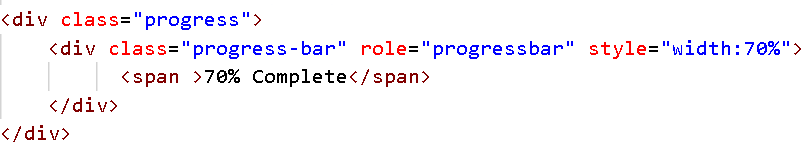 <div class="progress">
<div class="progress-bar" role="progressbar" style="width:70%">
<span >70% Complete</span>
</div>
</div>